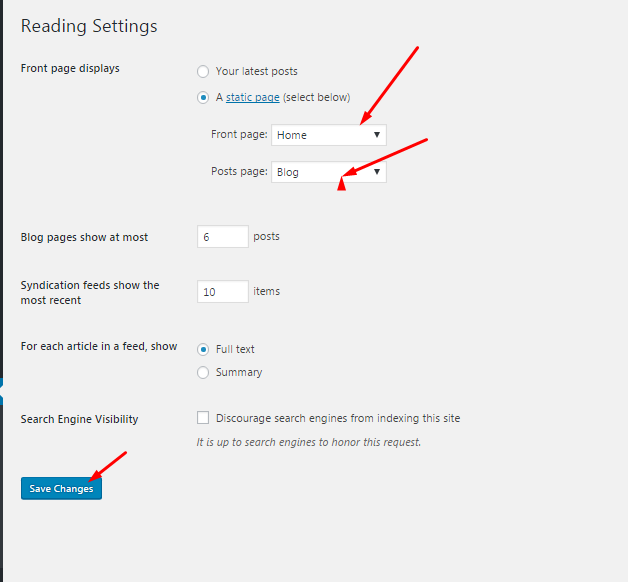 Reading Settings
Front page displays
Your latest posts
A static page (select below)
Front page: Home
Posts page: Blog
Blog pages show at most
6 posts
Syndication feeds show the
most recent
10 items
For each article in a feed, show
Full text
Summary
Search Engine Visibility
Discourage search engines from indexing this site
It is up to search engines to honor this request.
Save Changes